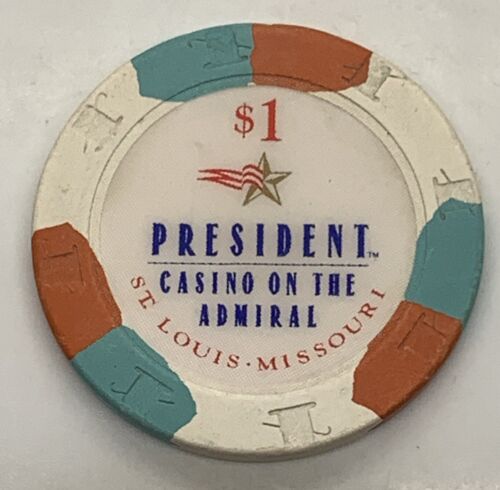 $1
PRESIDENT™
CASINO ON THE
ADMIRAL
ST. LOUIS · MISSOURI